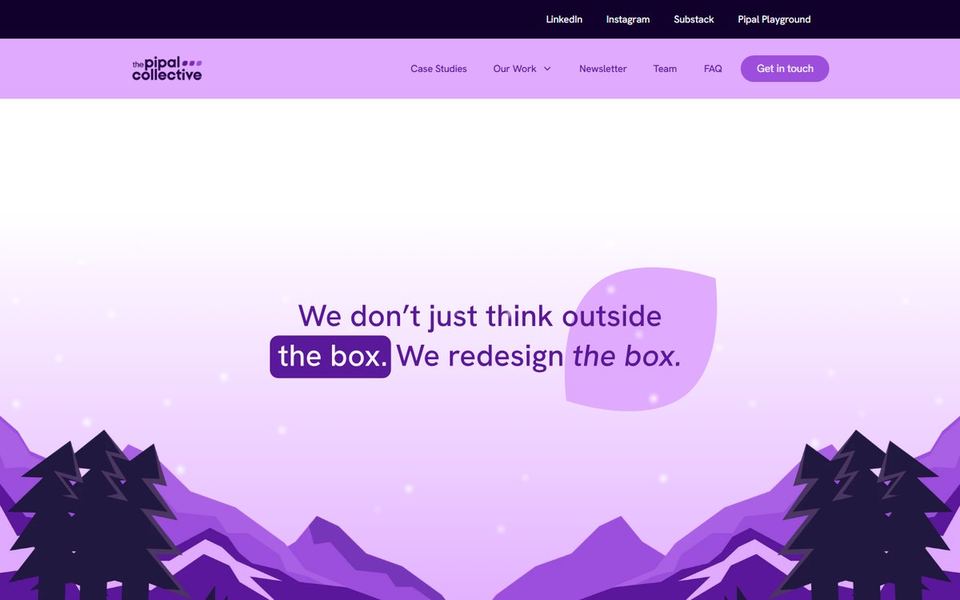 LinkedIn Instagram Substack Pipal Playground
the pipal
collective
Case Studies Our Work Newsletter Team FAQ Get in touch
We don’t just think outside
the box. We redesign the box.